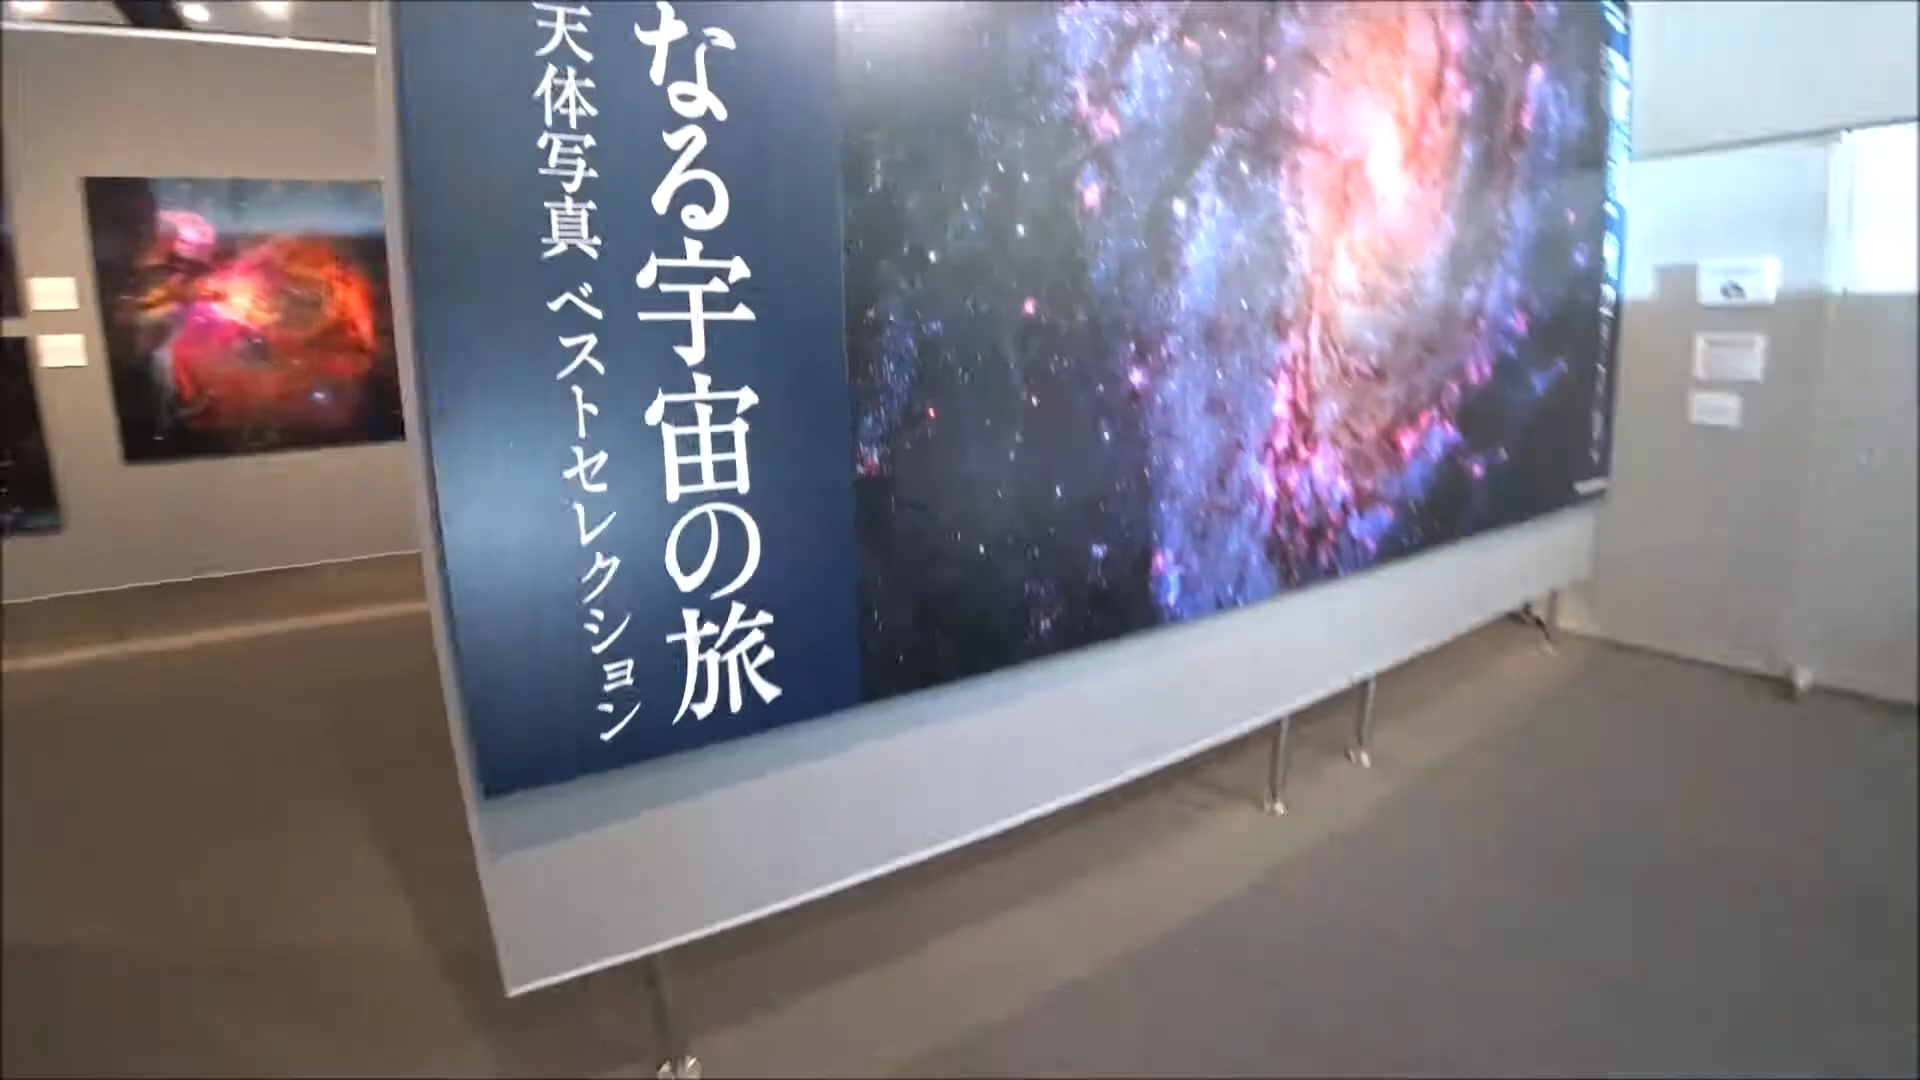 なる宇宙の旅
天体写真 ベストセレクション